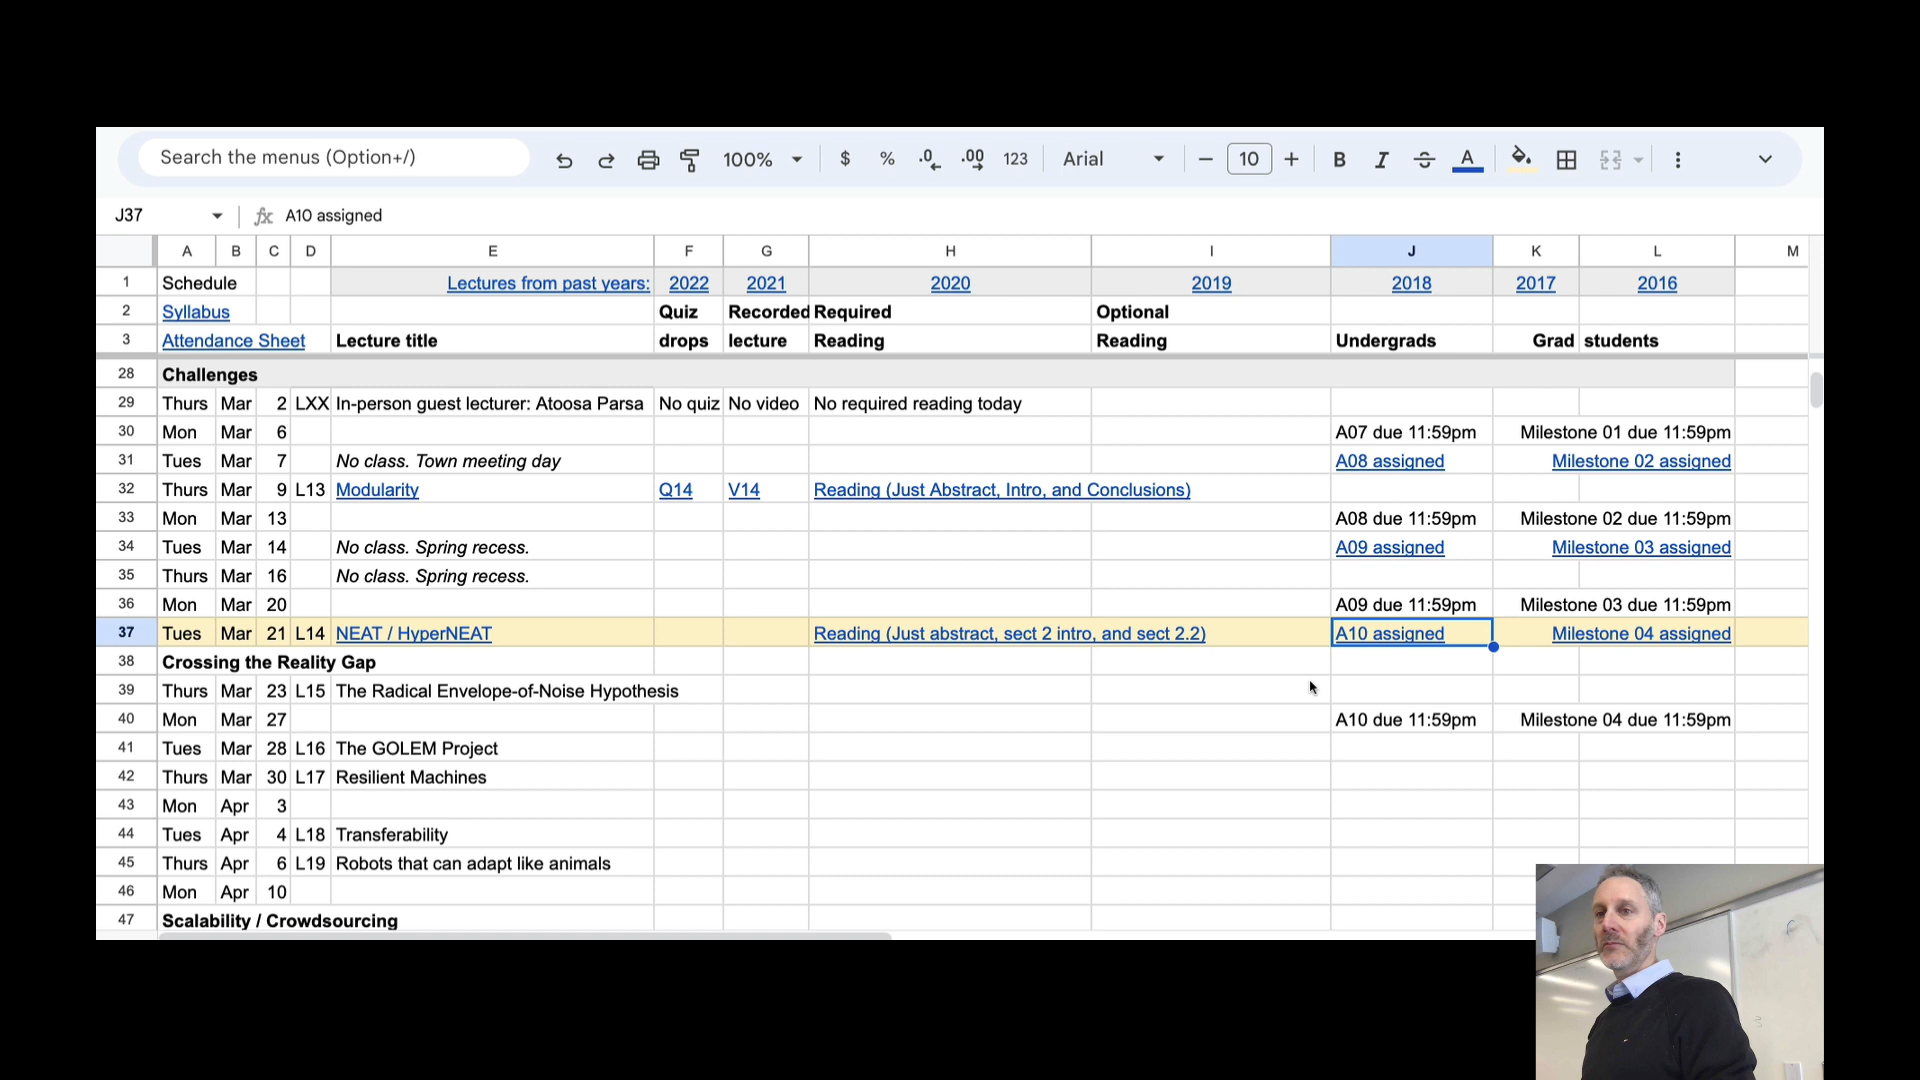 Search the menus (Option+/) 100% $ % .0 .00 123 Arial 10 B I A
J37 fx A10 assigned
A B C D E F G H I J K L M
1 Schedule Lectures from past years: 2022 2021 2020 2019 2018 2017 2016
2 Syllabus Quiz Recorded Required Optional
3 Attendance Sheet Lecture title drops lecture Reading Reading Undergrads Grad students
28 Challenges
29 Thurs Mar 2 LXX In-person guest lecturer: Atoosa Parsa No quiz No video No required reading today
30 Mon Mar 6 A07 due 11:59pm Milestone 01 due 11:59pm
31 Tues Mar 7 No class. Town meeting day A08 assigned Milestone 02 assigned
32 Thurs Mar 9 L13 Modularity Q14 V14 Reading (Just Abstract, Intro, and Conclusions)
33 Mon Mar 13 A08 due 11:59pm Milestone 02 due 11:59pm
34 Tues Mar 14 No class. Spring recess. A09 assigned Milestone 03 assigned
35 Thurs Mar 16 No class. Spring recess.
36 Mon Mar 20 A09 due 11:59pm Milestone 03 due 11:59pm
37 Tues Mar 21 L14 NEAT / HyperNEAT Reading (Just abstract, sect 2 intro, and sect 2.2) A10 assigned Milestone 04 assigned
38 Crossing the Reality Gap
39 Thurs Mar 23 L15 The Radical Envelope-of-Noise Hypothesis
40 Mon Mar 27 A10 due 11:59pm Milestone 04 due 11:59pm
41 Tues Mar 28 L16 The GOLEM Project
42 Thurs Mar 30 L17 Resilient Machines
43 Mon Apr 3
44 Tues Apr 4 L18 Transferability
45 Thurs Apr 6 L19 Robots that can adapt like animals
46 Mon Apr 10
47 Scalability / Crowdsourcing